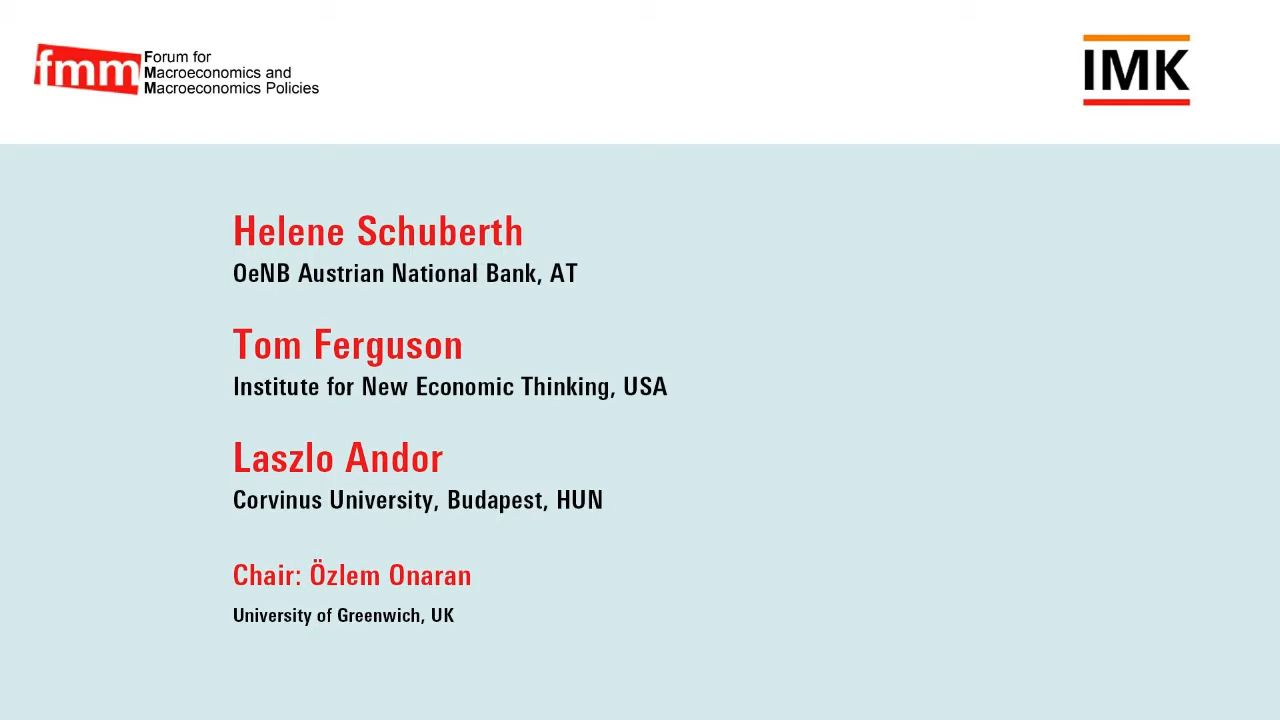 fmm
Forum for
Macroeconomics and
Macroeconomics Policies
IMK
Helene Schuberth
OeNB Austrian National Bank, AT
Tom Ferguson
Institute for New Economic Thinking, USA
Laszlo Andor
Corvinus University, Budapest, HUN
Chair: Özlem Onaran
University of Greenwich, UK